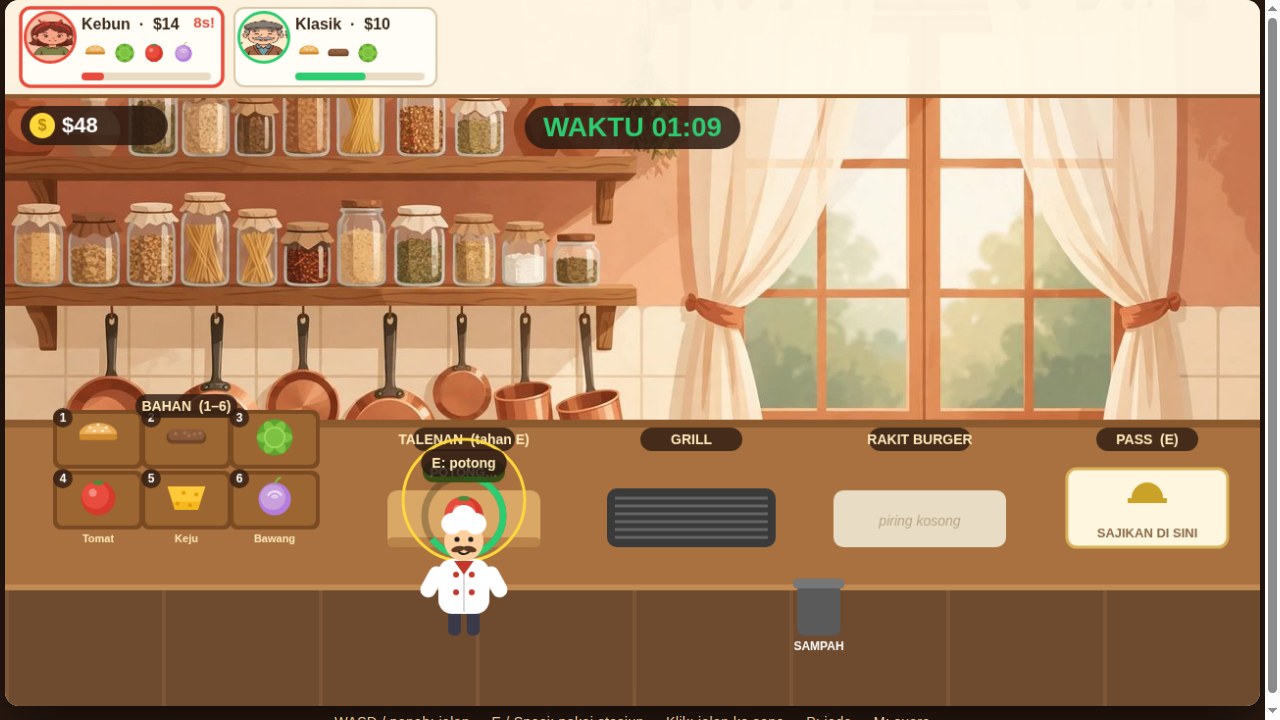 Kebun · $14 8s!
Klasik · $10
$ $48
WAKTU 01:09
BAHAN (1–6)
1 2 3
4 5 6
Tomat Keju Bawang
TALENAN (tahan E)
E: potong
GRILL
RAKIT BURGER
piring kosong
PASS (E)
SAJIKAN DI SINI
SAMPAH